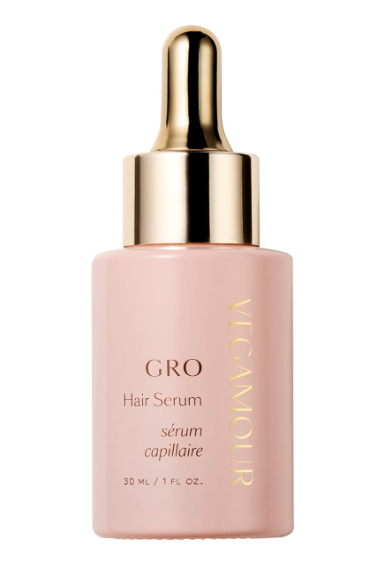 GRO
Hair Serum
sérum
capillaire
30 ML / 1 FL OZ.
VEGAMOUR